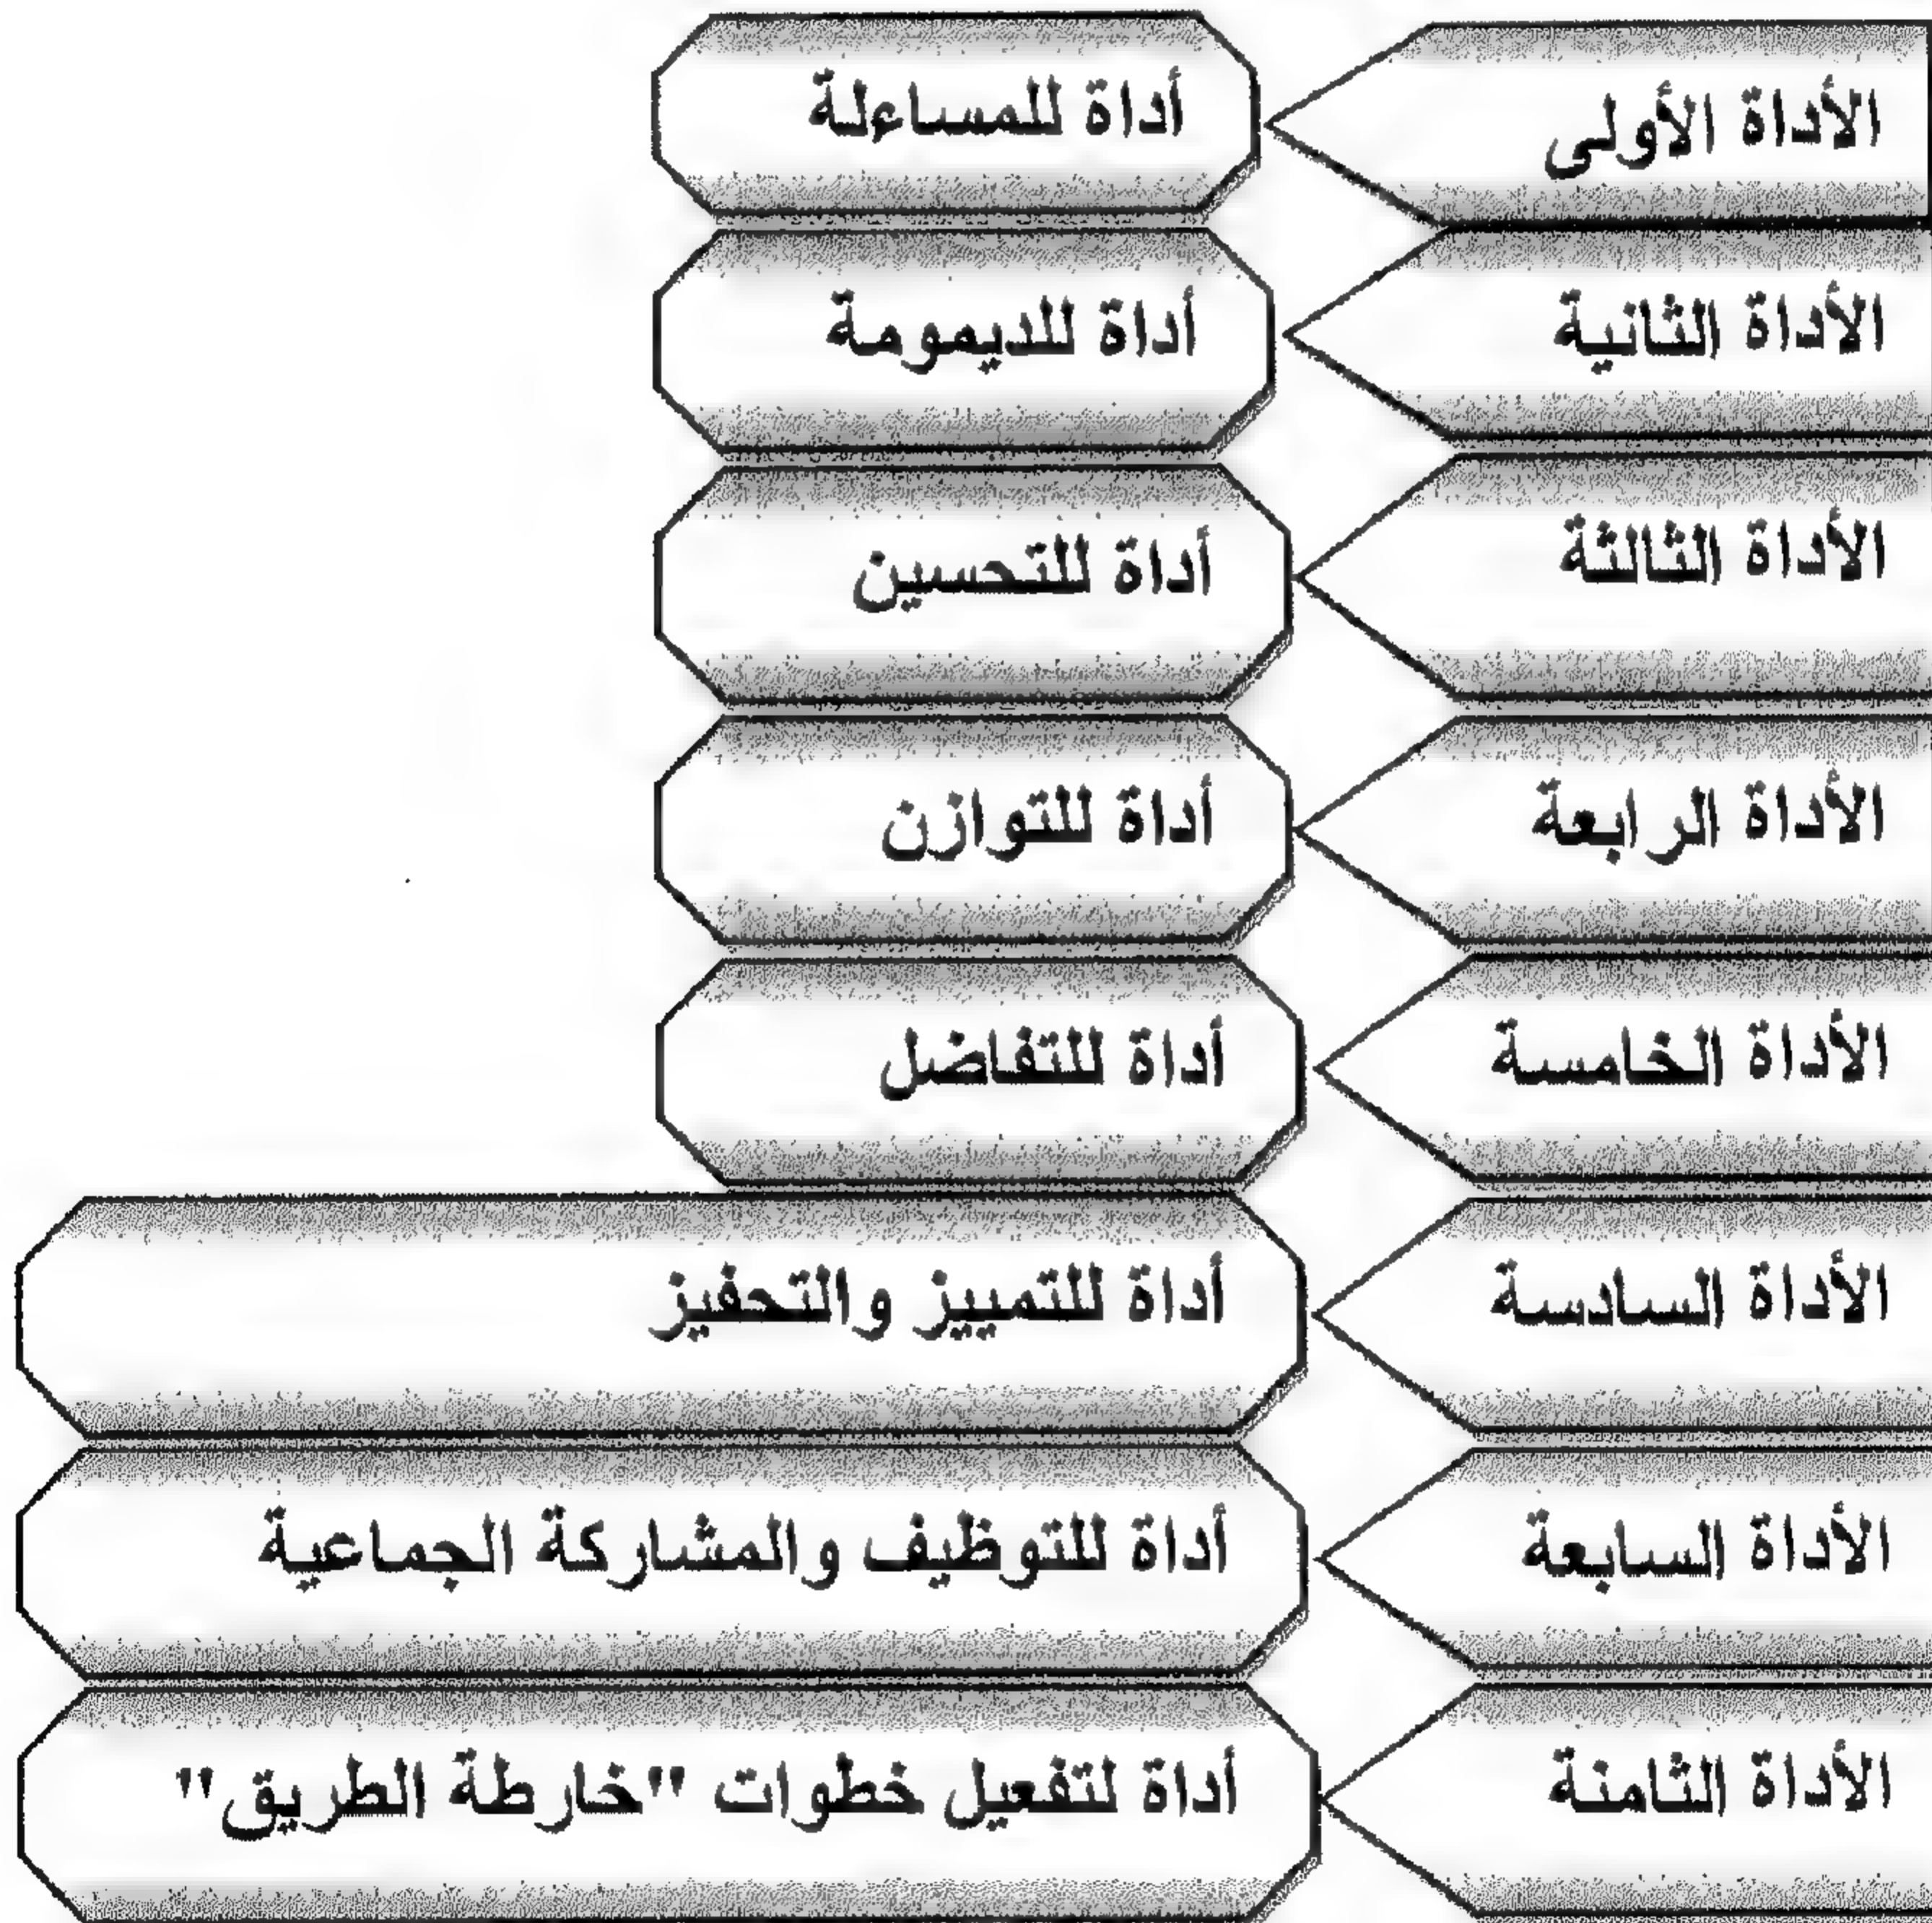 الأداة الأولى أداة للمساءلة
الأداة الثانية أداة للديمومة
الأداة الثالثة أداة للتحسين
الأداة الرابعة أداة للتوازن
الأداة الخامسة أداة للتفاضل
الأداة السادسة أداة للتمييز والتحفيز
الأداة السابعة أداة للتوظيف والمشاركة الجماعية
الأداة الثامنة أداة لتفعيل خطوات "خارطة الطريق"